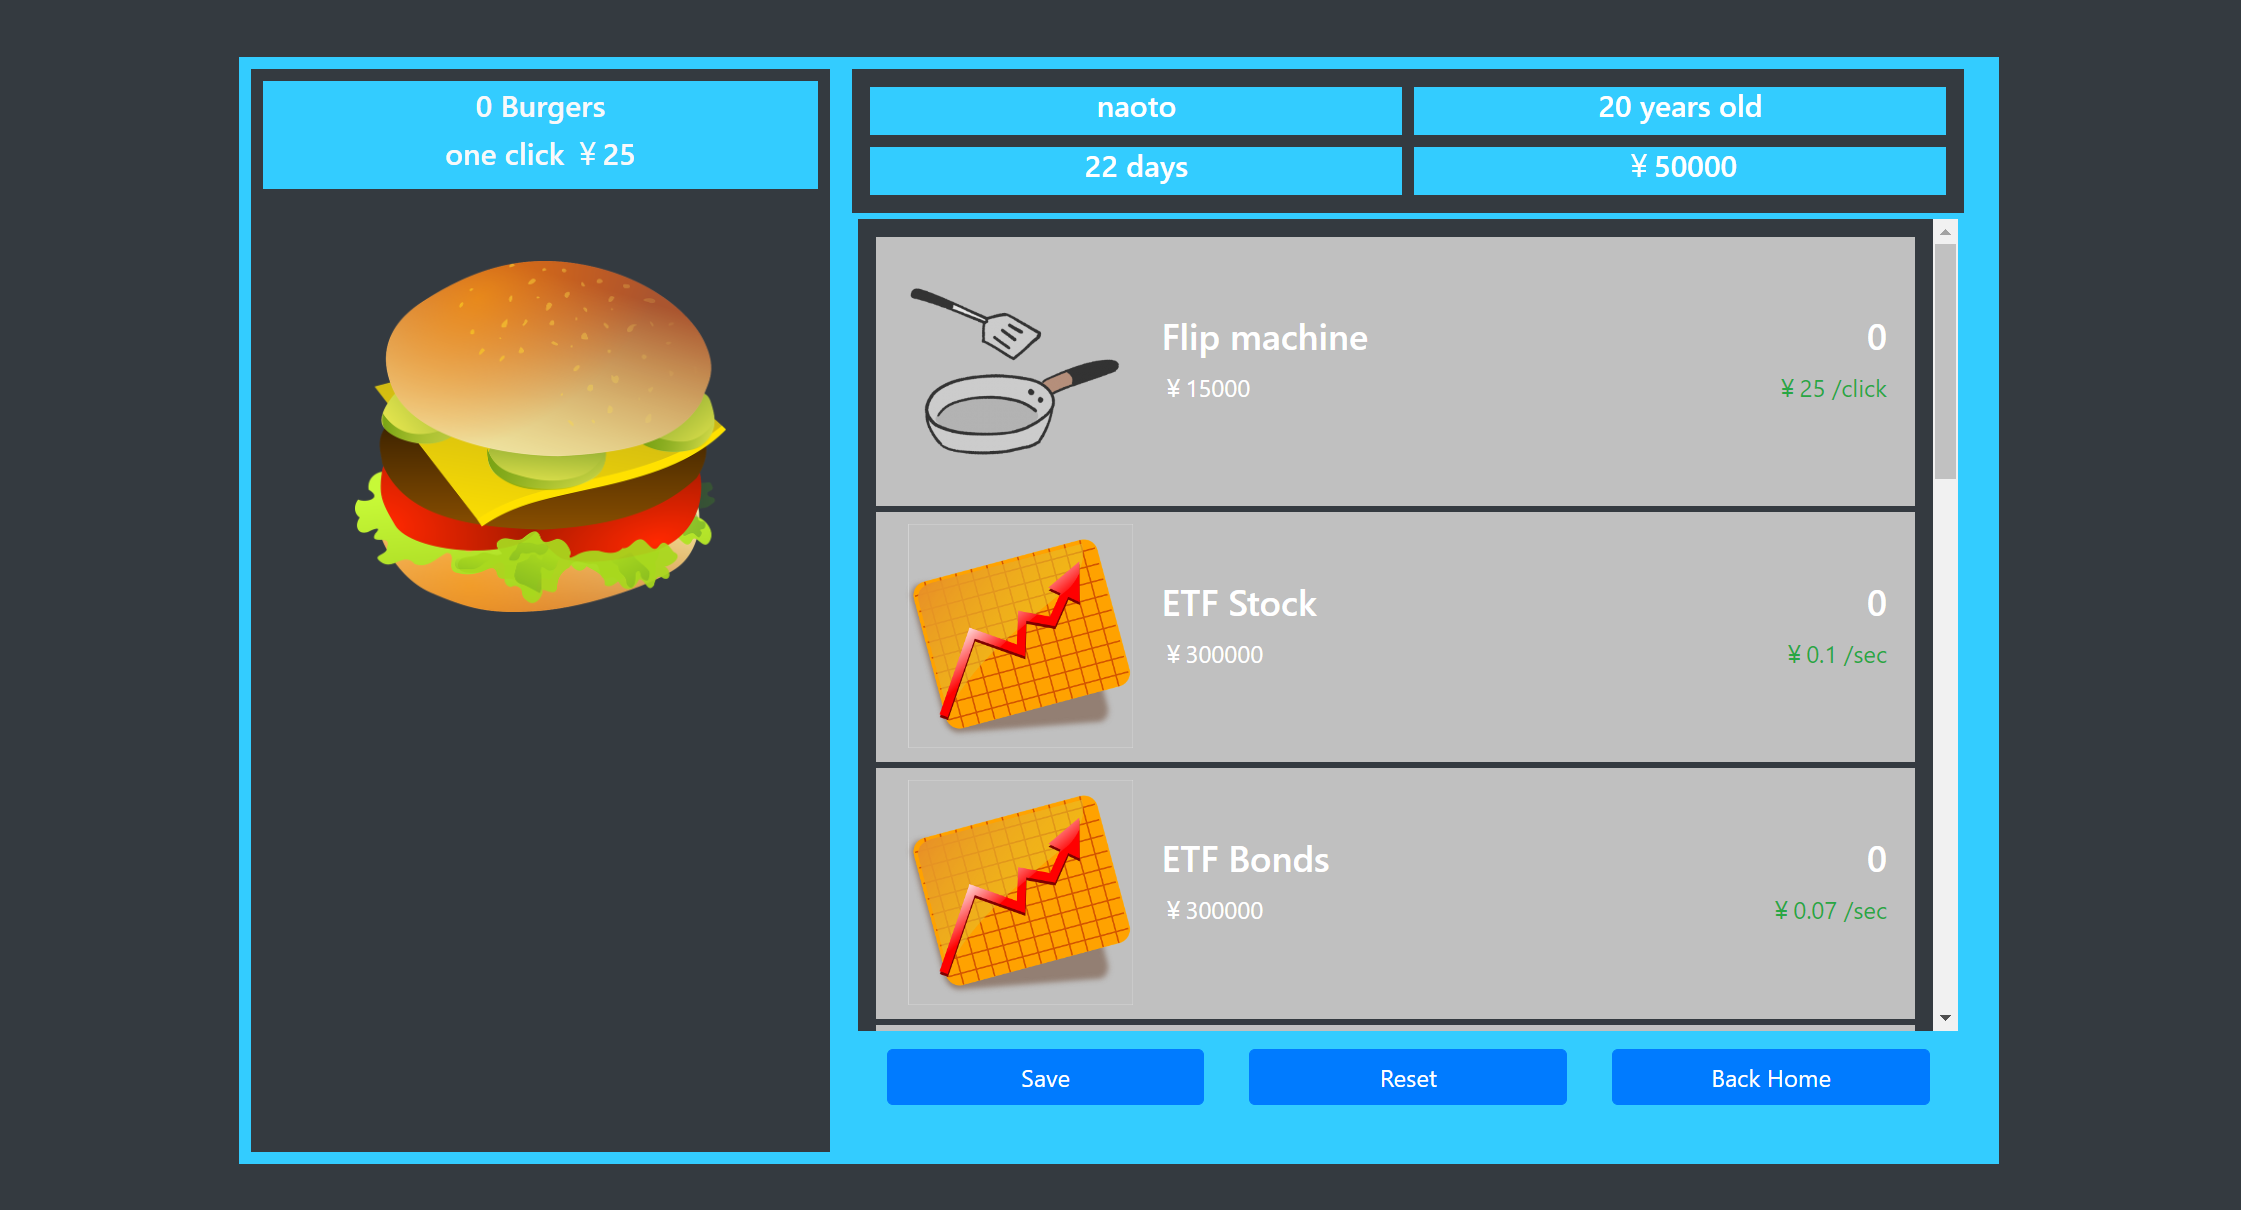 0 Burgers
one click ￥25
naoto
20 years old
22 days
￥50000
Flip machine
0
￥15000
￥25 /click
ETF Stock
0
￥300000
￥0.1 /sec
ETF Bonds
0
￥300000
￥0.07 /sec
Save
Reset
Back Home